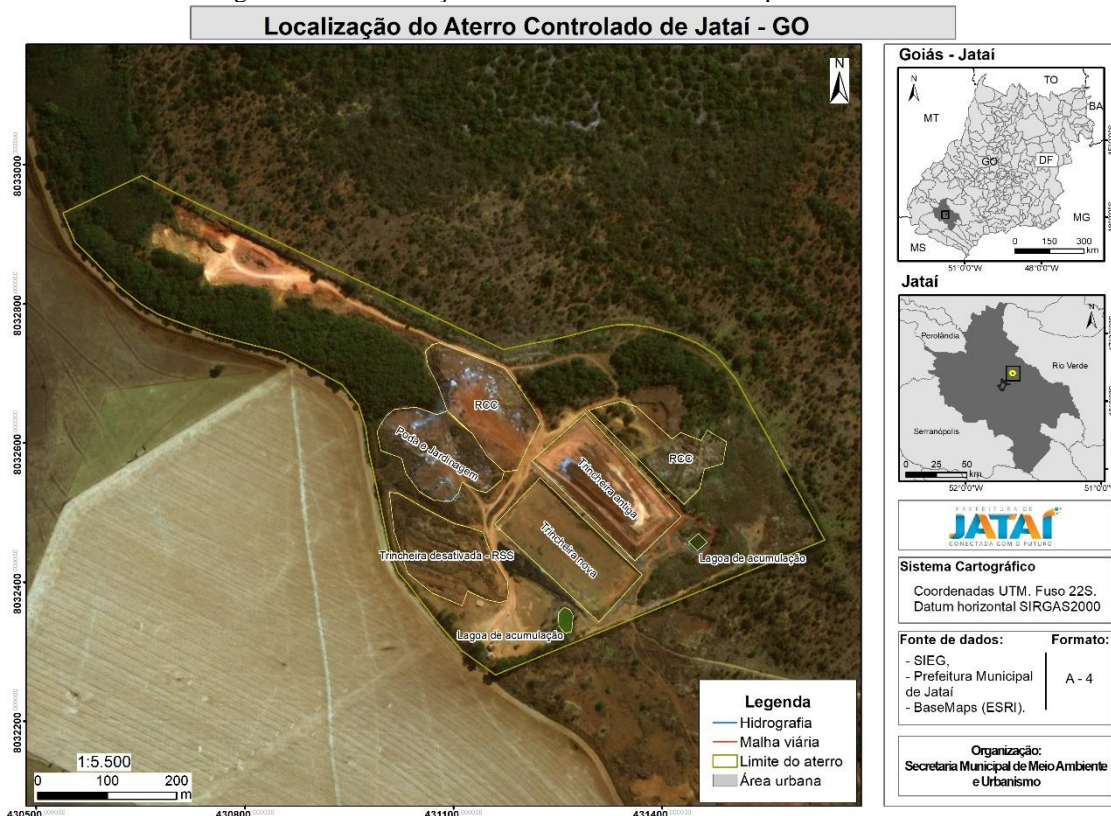 Localização do Aterro Controlado de Jataí - GO
N
8033000
8032800
8032600
8032400
8032200
430500
430800
431100
431400
RCC
Poda e Jardinagem
RCC
Trincheira antiga
Trincheira nova
Trincheira desativada - RSS
Lagoa de acumulação
Lagoa de acumulação
1:5.500
0 100 200
m
Legenda
Hidrografia
Malha viária
Limite do aterro
Área urbana
Goiás - Jataí
N
TO
BA
MT
GO
DF
MG
MS
0 150 300
km
51°0'0"W
48°0'0"W
Jataí
N
Perolândia
Rio Verde
Serranópolis
0 25 50
km
52°0'0"W
PREFEITURA DE
JATAÍ
CONECTADA COM O FUTURO
Sistema Cartográfico
Coordenadas UTM. Fuso 22S.
Datum horizontal SIRGAS2000
Fonte de dados:
- SIEG,
- Prefeitura Municipal
de Jataí
- BaseMaps (ESRI).
Formato:
A - 4
Organização:
Secretaria Municipal de Meio Ambiente
e Urbanismo